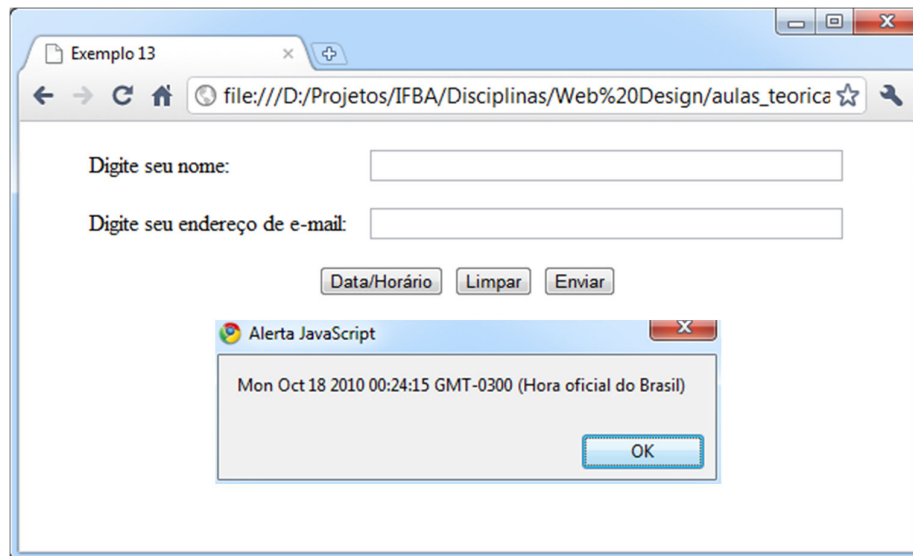 Exemplo 13
file:///D:/Projetos/IFBA/Disciplinas/Web%20Design/aulas_teorica
Digite seu nome:
Digite seu endereço de e-mail:
Data/Horário Limpar Enviar
Alerta JavaScript
Mon Oct 18 2010 00:24:15 GMT-0300 (Hora oficial do Brasil)
OK